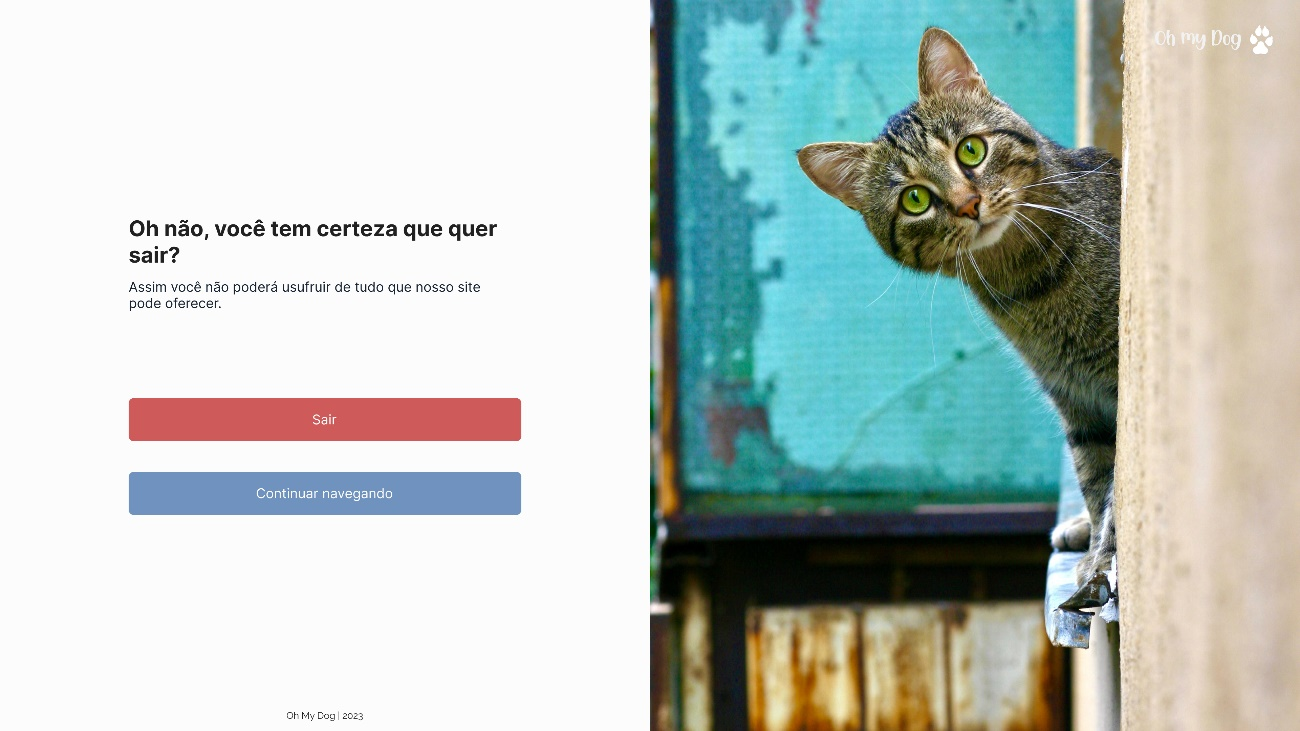 Oh my Dog
Oh não, você tem certeza que quer
sair?
Assim você não poderá usufruir de tudo que nosso site
pode oferecer.
Sair
Continuar navegando
Oh My Dog | 2023